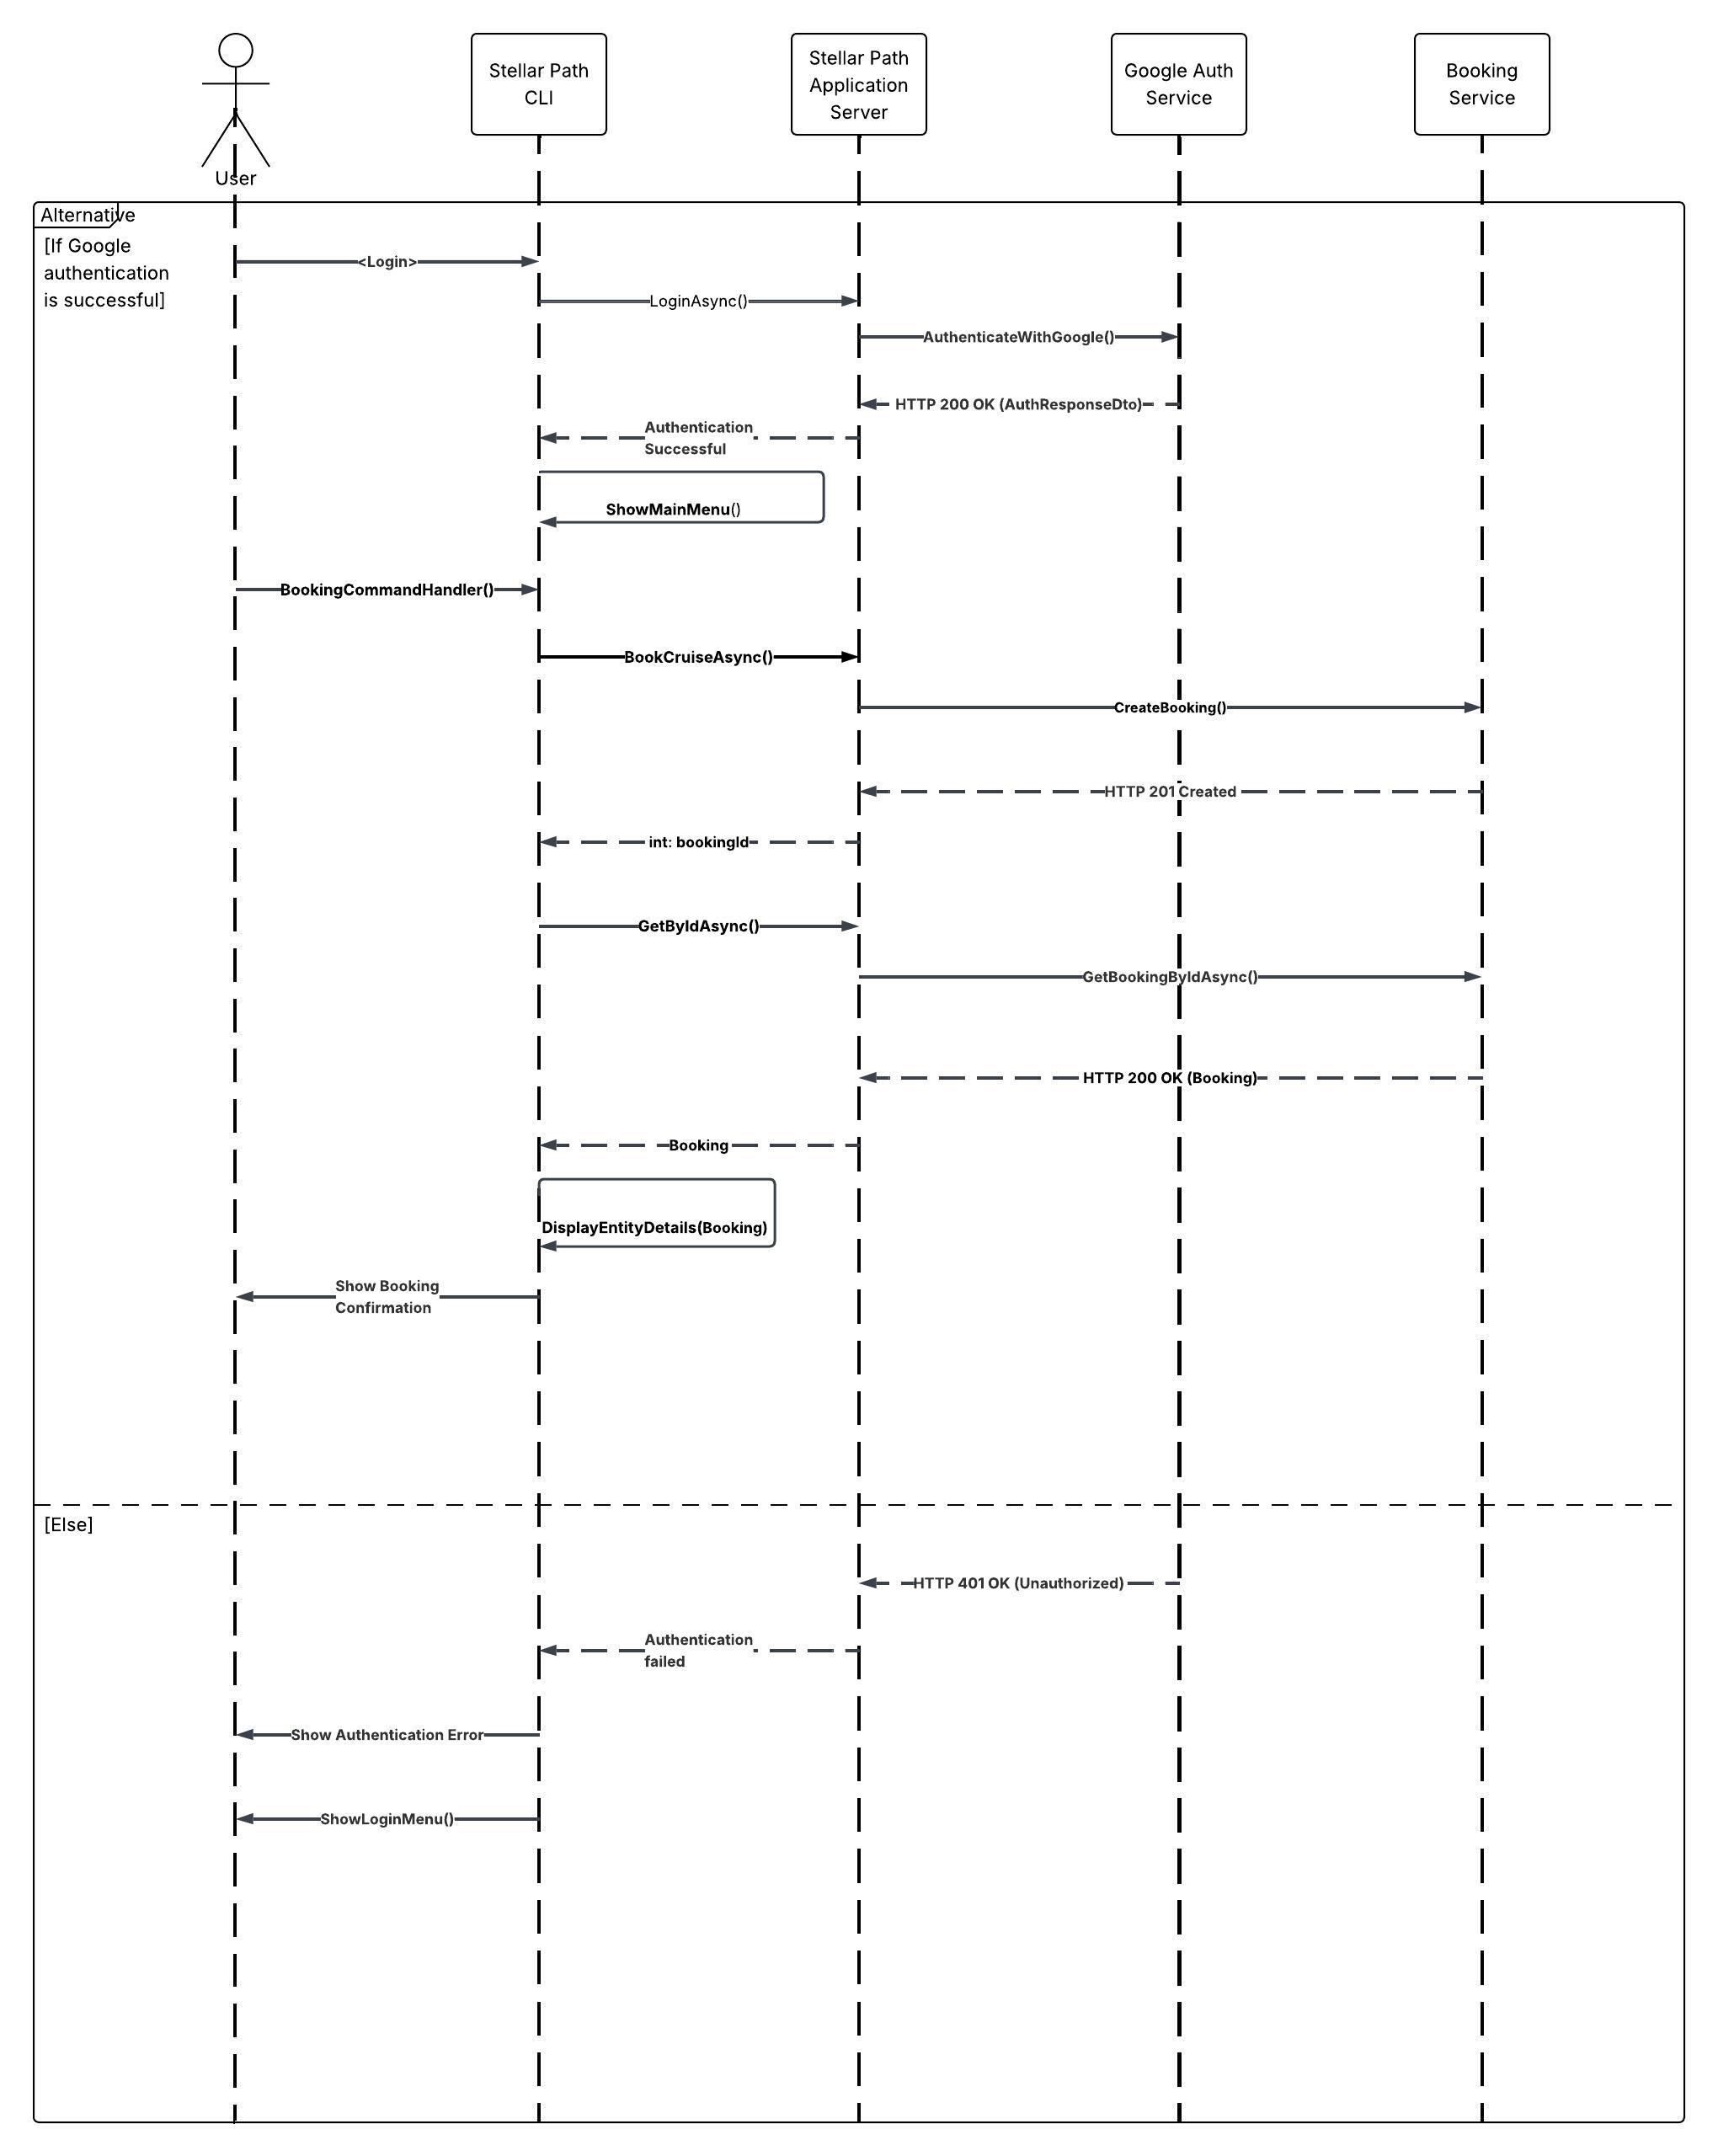 Stellar Path
CLI
Stellar Path
Application
Server
Google Auth
Service
Booking
Service
User
Alternative
[If Google
authentication
is successful]
<Login>
LoginAsync()
AuthenticateWithGoogle()
HTTP 200 OK (AuthResponseDto)
Authentication
Successful
ShowMainMenu()
BookingCommandHandler()
BookCruiseAsync()
CreateBooking()
HTTP 201 Created
int: bookingId
GetByIdAsync()
GetBookingByIdAsync()
HTTP 200 OK (Booking)
Booking
DisplayEntityDetails(Booking)
Show Booking
Confirmation
[Else]
HTTP 401 OK (Unauthorized)
Authentication
failed
Show Authentication Error
ShowLoginMenu()